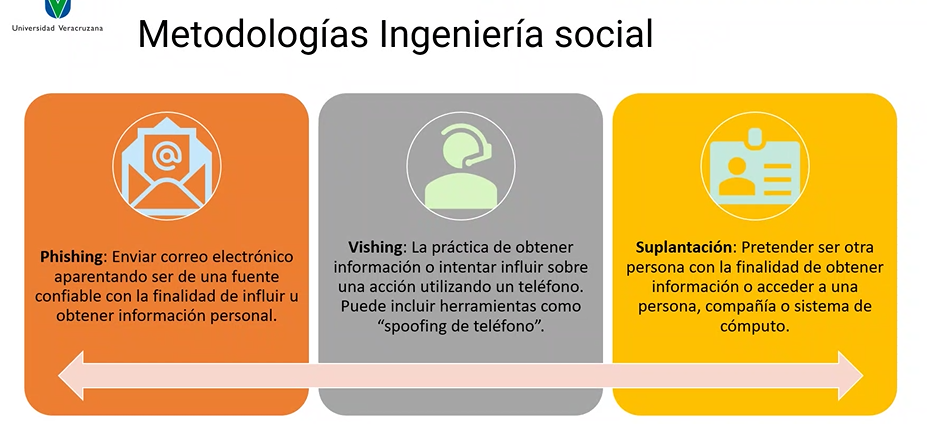 Universidad Veracruzana
Metodologías Ingeniería social
@
Phishing: Enviar correo electrónico
aparentando ser de una fuente
confiable con la finalidad de influir u
obtener información personal.
Vishing: La práctica de obtener
información o intentar influir sobre
una acción utilizando un teléfono.
Puede incluir herramientas como
“spoofing de teléfono”.
Suplantación: Pretender ser otra
persona con la finalidad de obtener
información o acceder a una
persona, compañía o sistema de
cómputo.